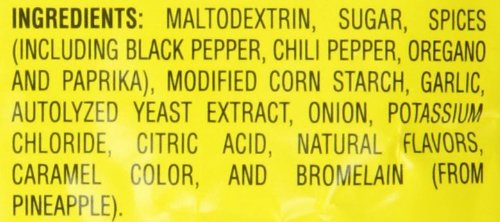 INGREDIENTS: MALTODEXTRIN, SUGAR, SPICES
(INCLUDING BLACK PEPPER, CHILI PEPPER, OREGANO
AND PAPRIKA), MODIFIED CORN STARCH, GARLIC,
AUTOLYZED YEAST EXTRACT, ONION, POTASSIUM
CHLORIDE, CITRIC ACID, NATURAL FLAVORS,
CARAMEL COLOR, AND BROMELAIN (FROM
PINEAPPLE).